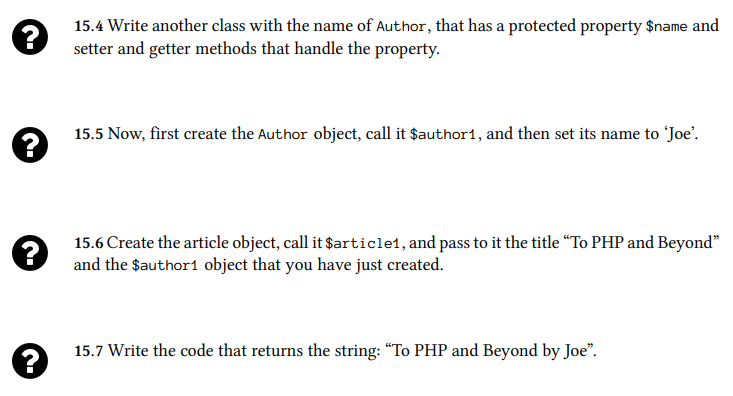 15.4 Write another class with the name of Author, that has a protected property $name and
setter and getter methods that handle the property.
15.5 Now, first create the Author object, call it $author1, and then set its name to ‘Joe’.
15.6 Create the article object, call it $article1, and pass to it the title “To PHP and Beyond”
and the $author1 object that you have just created.
15.7 Write the code that returns the string: “To PHP and Beyond by Joe”.